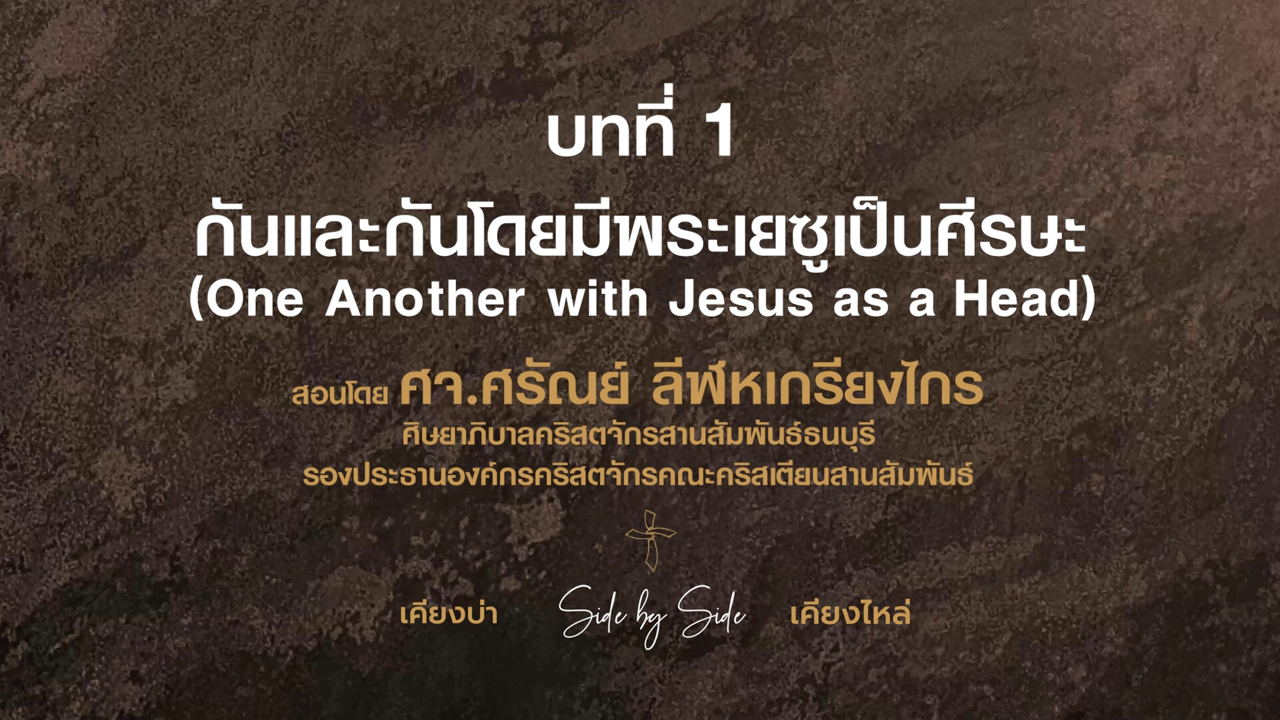 บทที่ 1
กันและกันโดยมีพระเยซูเป็นศีรษะ
(One Another with Jesus as a Head)
สอนโดย ศจ.ศรัณย์ ลีฬหเกรียงไกร
ศิษยาภิบาลคริสตจักรสานสัมพันธ์ธนบุรี
รองประธานองค์กรคริสตจักรคณะคริสเตียนสานสัมพันธ์
เคียงบ่า Side by Side เคียงไหล่